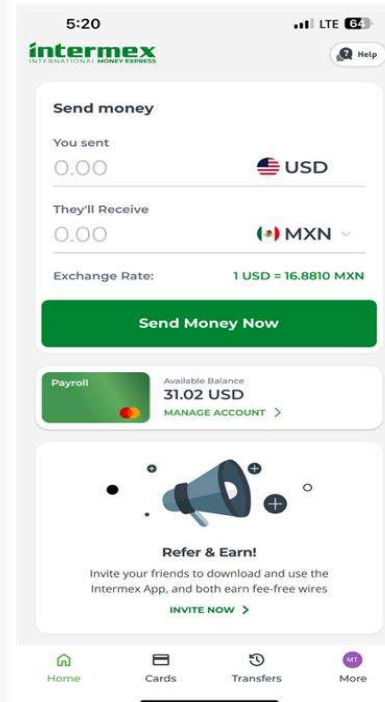 5:20 LTE 64
intermex
INTERNATIONAL MONEY EXPRESS
Help
Send money
You sent
0.00 USD
They'll Receive
0.00 MXN
Exchange Rate: 1 USD = 16.8810 MXN
Send Money Now
Payroll
Available Balance
31.02 USD
MANAGE ACCOUNT >
Refer & Earn!
Invite your friends to download and use the
Intermex App, and both earn fee-free wires
INVITE NOW >
MT
Home Cards Transfers More